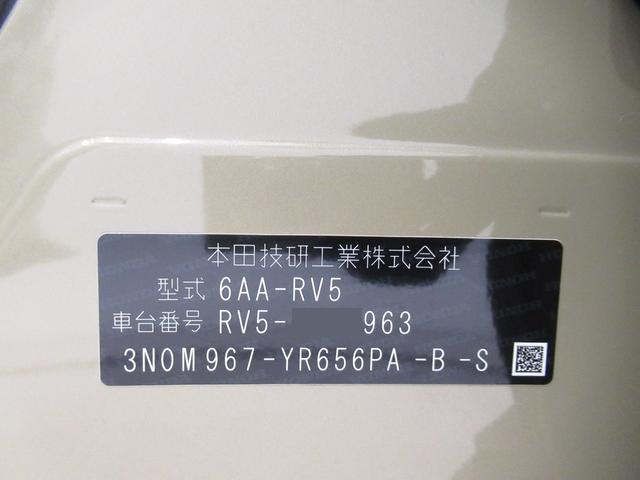 本田技研工業株式会社
型式 6AA-RV5
車台番号 RV5- 963
3N0M967-YR656PA -B -S